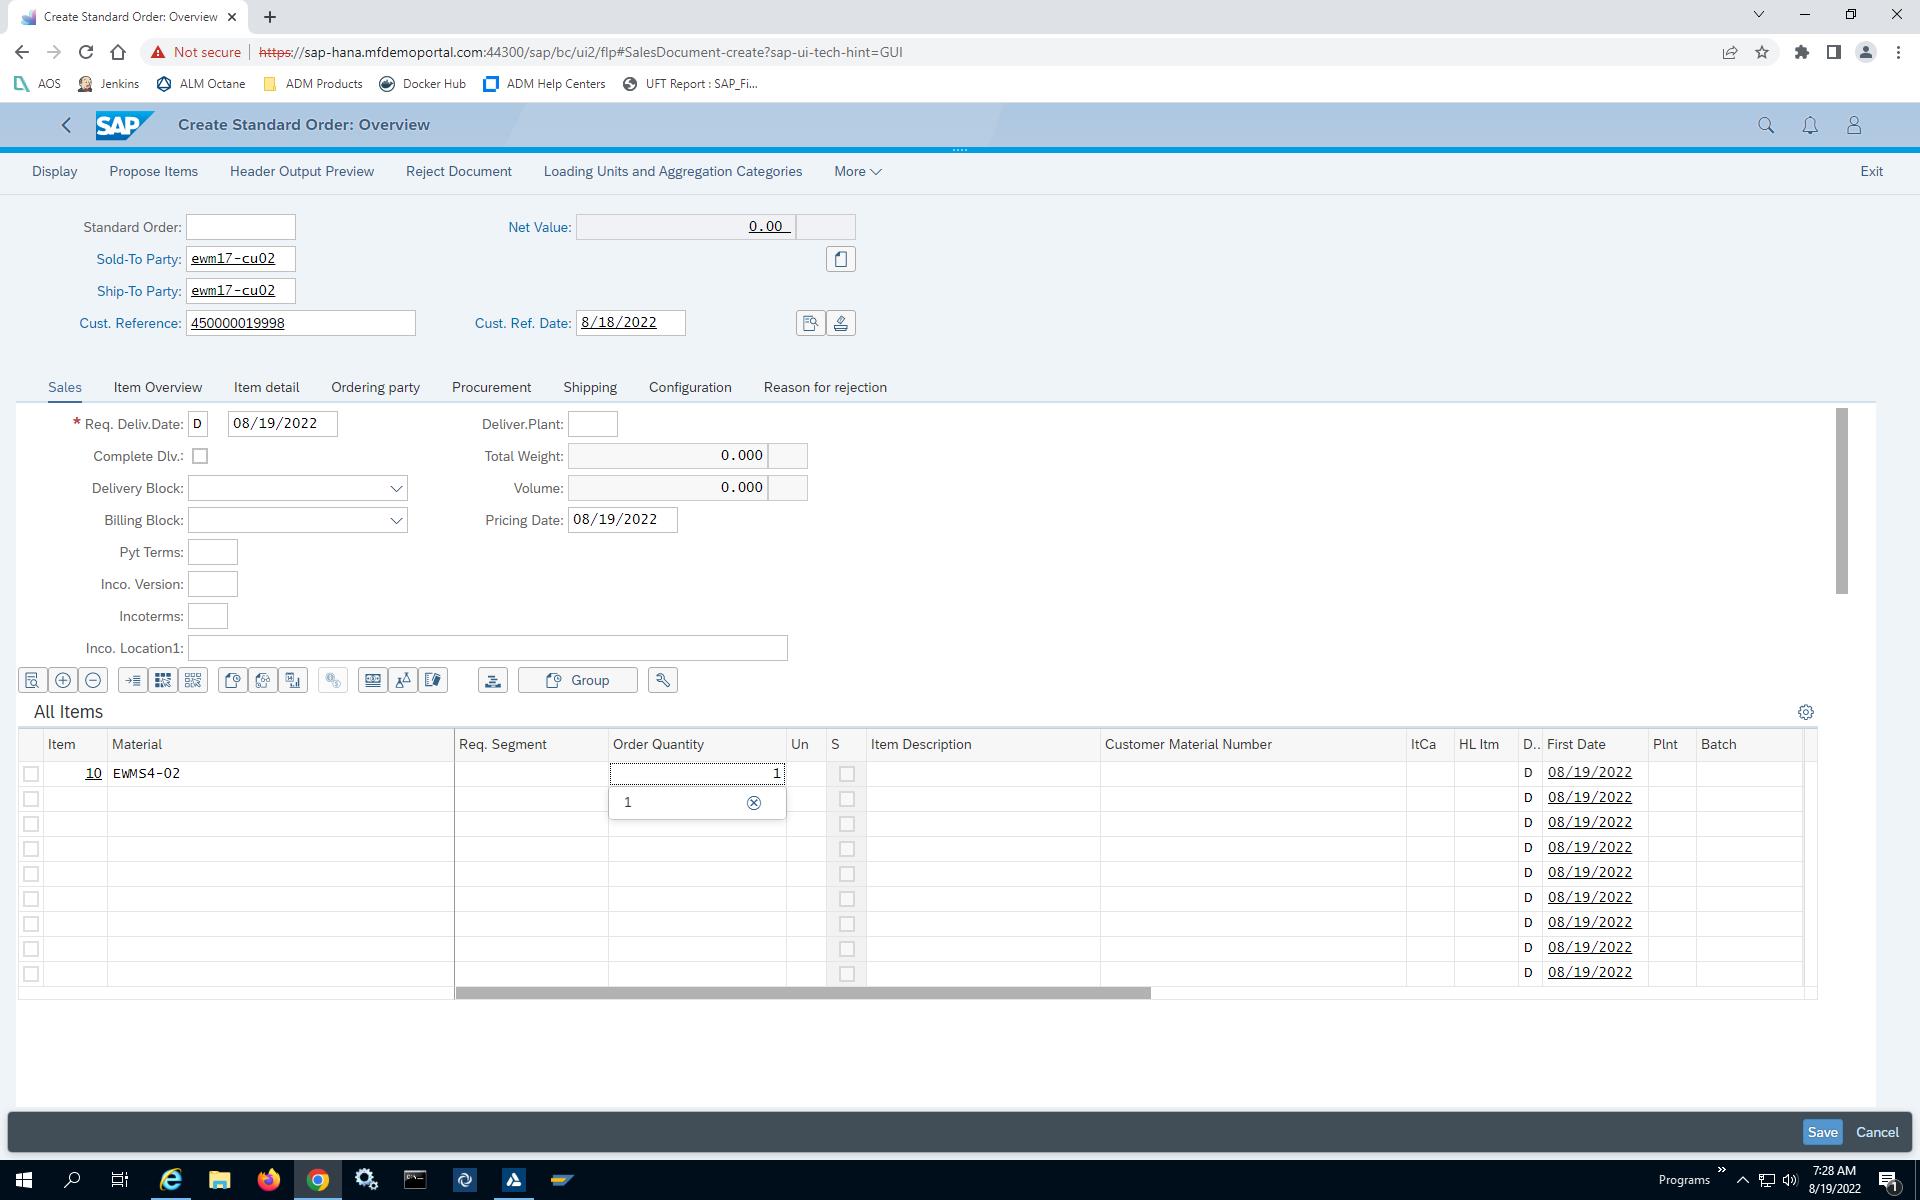 Create Standard Order: Overview
Not secure https://sap-hana.mfdemoportal.com:44300/sap/bc/ui2/flp#SalesDocument-create?sap-ui-tech-hint=GUI
AOS Jenkins ALM Octane ADM Products Docker Hub ADM Help Centers UFT Report : SAP_Fi...
SAP Create Standard Order: Overview
Display Propose Items Header Output Preview Reject Document Loading Units and Aggregation Categories More Exit
Standard Order: Net Value: 0.00
Sold-To Party: ewm17-cu02
Ship-To Party: ewm17-cu02
Cust. Reference: 450000019998 Cust. Ref. Date: 8/18/2022
Sales Item Overview Item detail Ordering party Procurement Shipping Configuration Reason for rejection
* Req. Deliv.Date: D 08/19/2022 Deliver.Plant:
Complete Dlv.: Total Weight: 0.000
Delivery Block: Volume: 0.000
Billing Block: Pricing Date: 08/19/2022
Pyt Terms:
Inco. Version:
Incoterms:
Inco. Location1:
Group
All Items
Item Material Req. Segment Order Quantity Un S Item Description Customer Material Number ItCa HL Itm D.. First Date Plnt Batch
10 EWMS4-02 1 D 08/19/2022
1 D 08/19/2022
D 08/19/2022
D 08/19/2022
D 08/19/2022
D 08/19/2022
D 08/19/2022
D 08/19/2022
D 08/19/2022
Save Cancel
Programs 7:28 AM
8/19/2022 1